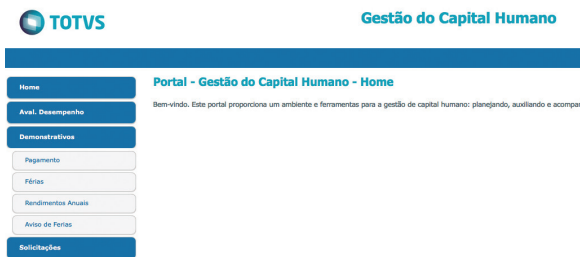 TOTVS
Gestão do Capital Humano
Home
Aval. Desempenho
Demonstrativos
Pagamento
Férias
Rendimentos Anuais
Aviso de Ferias
Solicitações
Portal - Gestão do Capital Humano - Home
Bem-vindo. Este portal proporciona um ambiente e ferramentas para a gestão de capital humano: planejando, auxiliando e